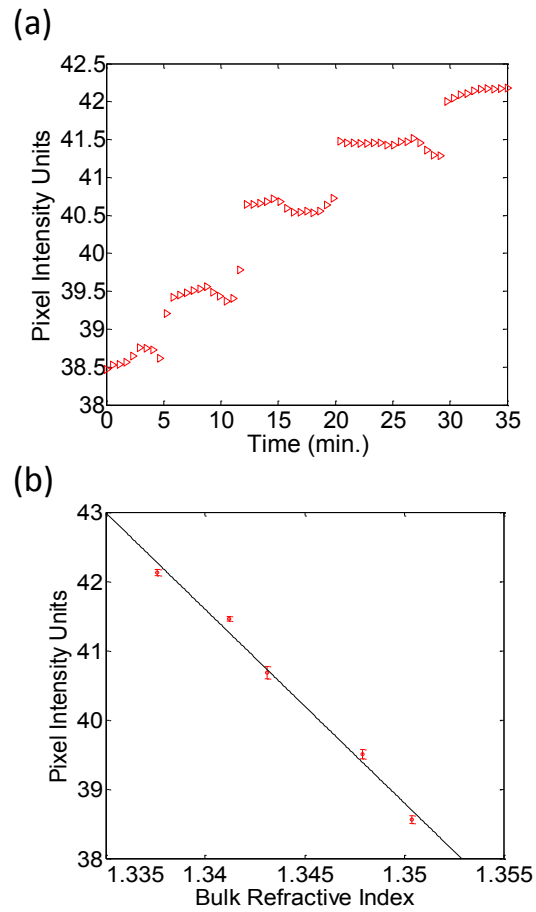 (a)
Pixel Intensity Units
42.5
42
41.5
41
40.5
40
39.5
39
38.5
38
0 5 10 15 20 25 30 35
Time (min.)
(b)
Pixel Intensity Units
43
42
41
40
39
38
1.335 1.34 1.345 1.35 1.355
Bulk Refractive Index